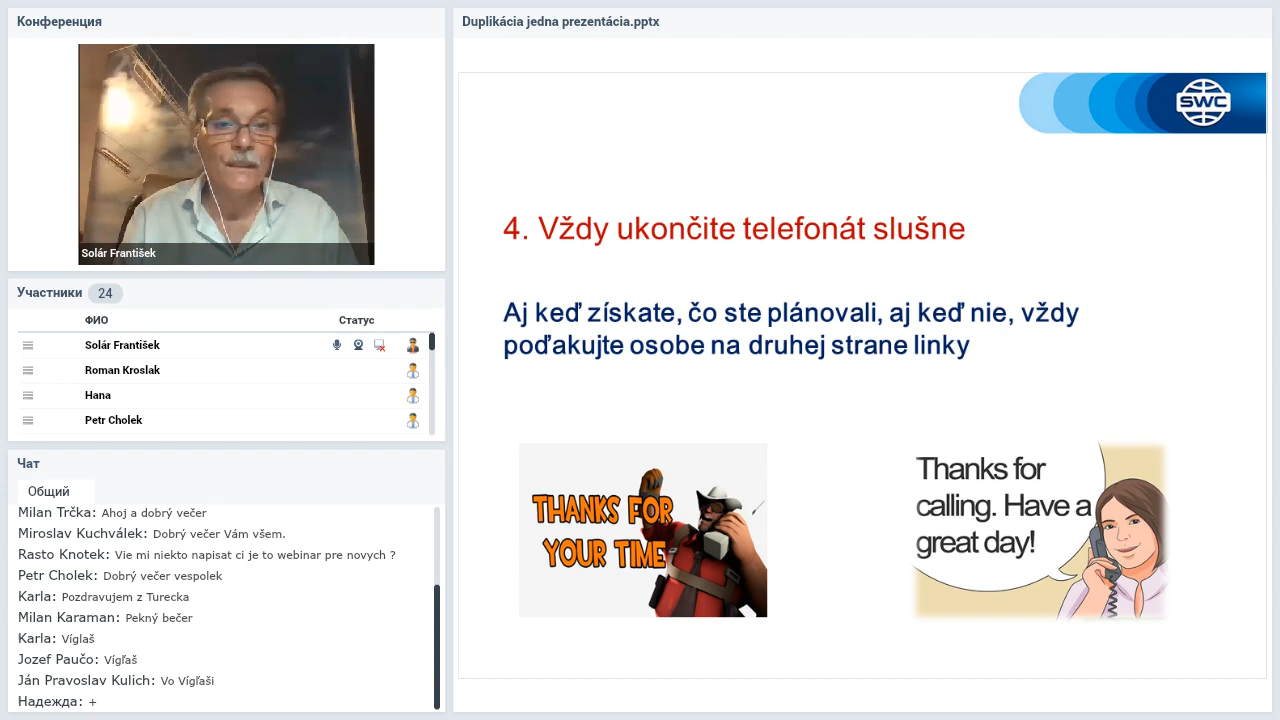 Конференция
Solár František
Участники 24
ФИО Статус
Solár František
Roman Kroslak
Hana
Petr Cholek
Чат
Общий
Milan Trčka: Ahoj a dobrý večer
Miroslav Kuchválek: Dobrý večer Vám všem.
Rasto Knotek: Vie mi niekto napisat ci je to webinar pre novych ?
Petr Cholek: Dobrý večer vespolek
Karla: Pozdravujem z Turecka
Milan Karaman: Pekný bečer
Karla: Víglaš
Jozef Paučo: Vígľaš
Ján Pravoslav Kulich: Vo Vígľaši
Надежда: +
Duplikácia jedna prezentácia.pptx
SWC
4. Vždy ukončite telefonát slušne
Aj keď získate, čo ste plánovali, aj keď nie, vždy
poďakujte osobe na druhej strane linky
THANKS FOR
YOUR TIME
Thanks for
calling. Have a
great day!